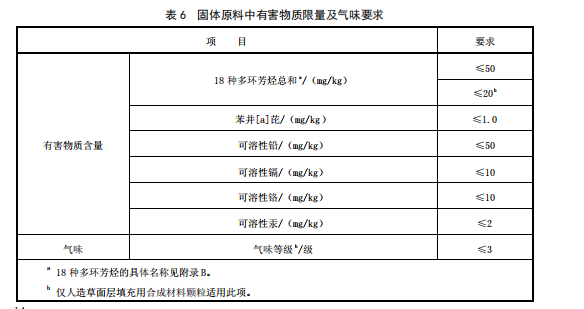 表 6 固体原料中有害物质限量及气味要求
项 目 要求
有害物质含量 18 种多环芳烃总和ᵃ/（mg/kg） ≤50
≤20ᵇ
苯并[a]芘/（mg/kg） ≤1.0
可溶性铅/（mg/kg） ≤50
可溶性镉/（mg/kg） ≤10
可溶性铬/（mg/kg） ≤10
可溶性汞/（mg/kg） ≤2
气味 气味等级ᵇ/级 ≤3
ᵃ 18 种多环芳烃的具体名称见附录 B。
ᵇ 仅人造草面层填充用合成材料颗粒适用此项。